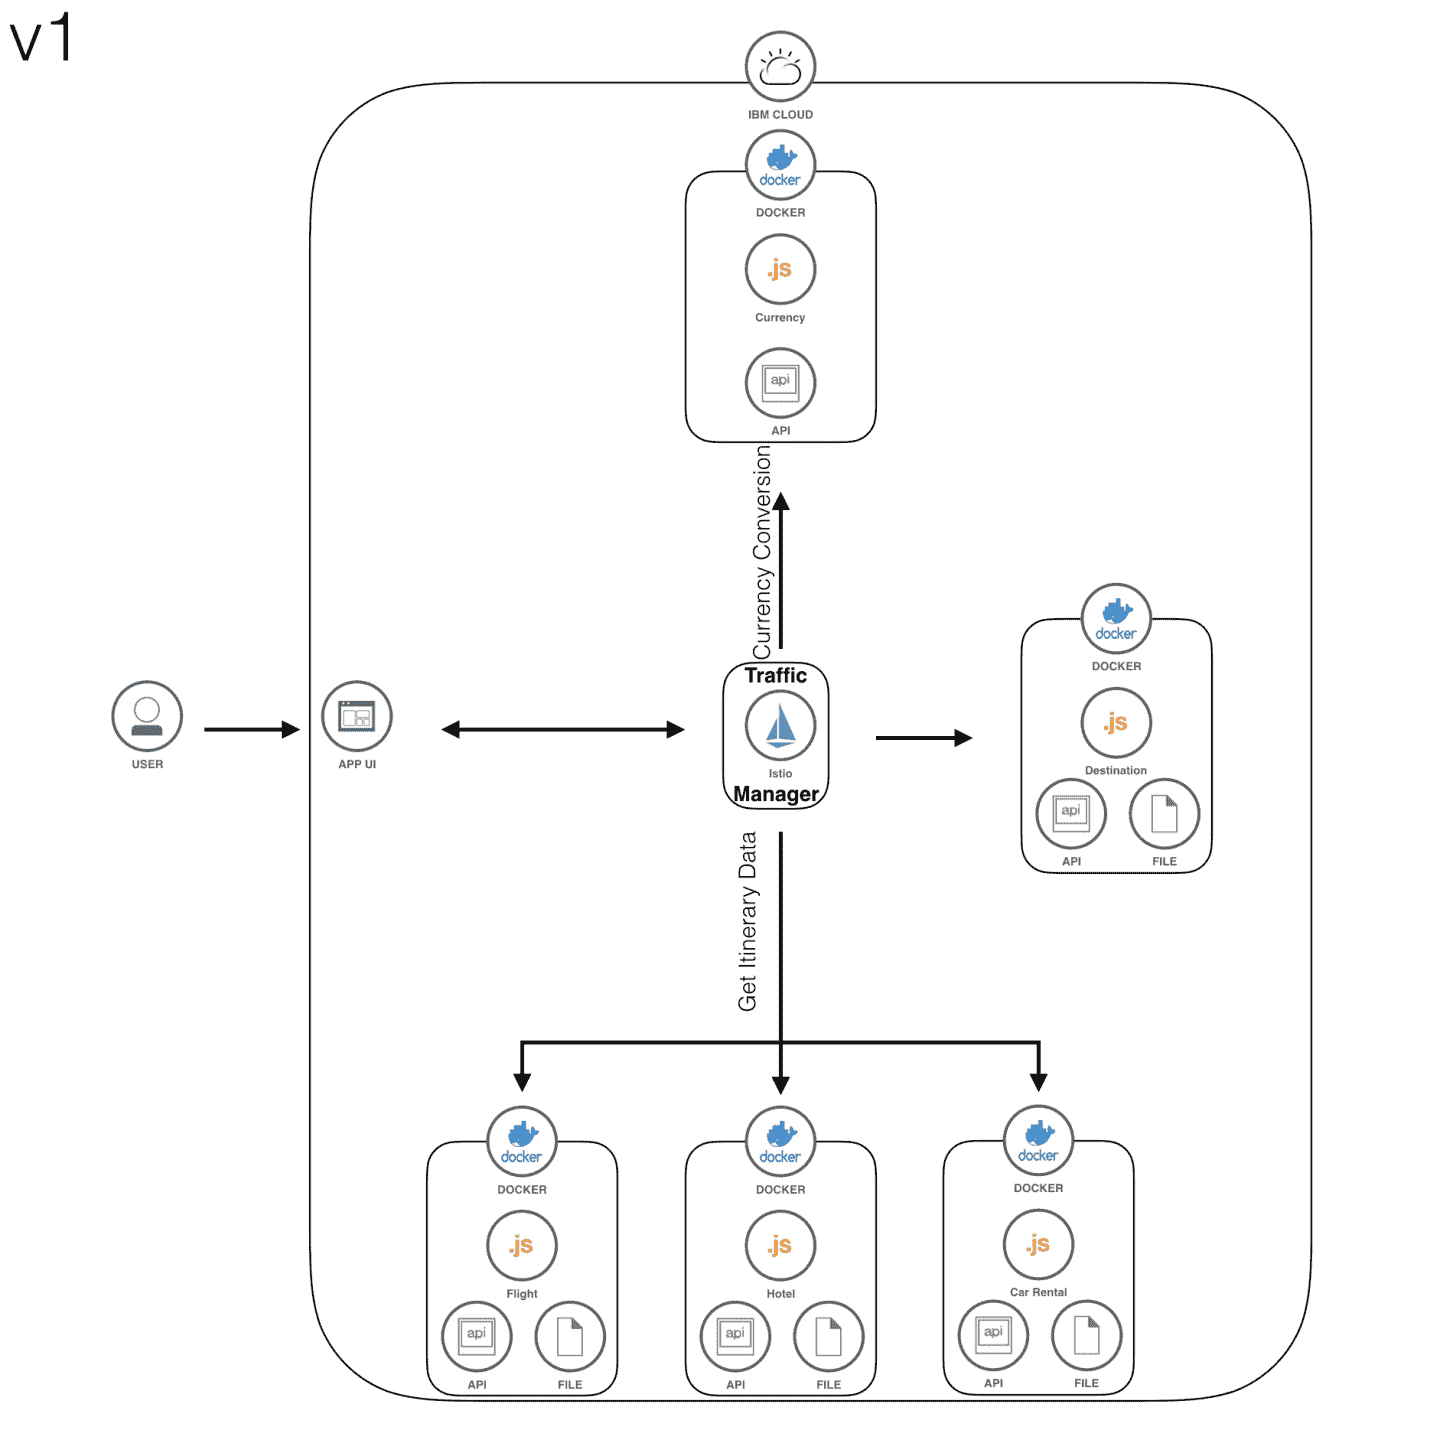 v1
IBM CLOUD
docker
DOCKER
.js
Currency
api
API
Currency Conversion
docker
DOCKER
.js
Destination
api
API
FILE
USER
APP UI
Traffic
Istio
Manager
Get Itinerary Data
docker
DOCKER
.js
Flight
api
API
FILE
docker
DOCKER
.js
Hotel
api
API
FILE
docker
DOCKER
.js
Car Rental
api
API
FILE